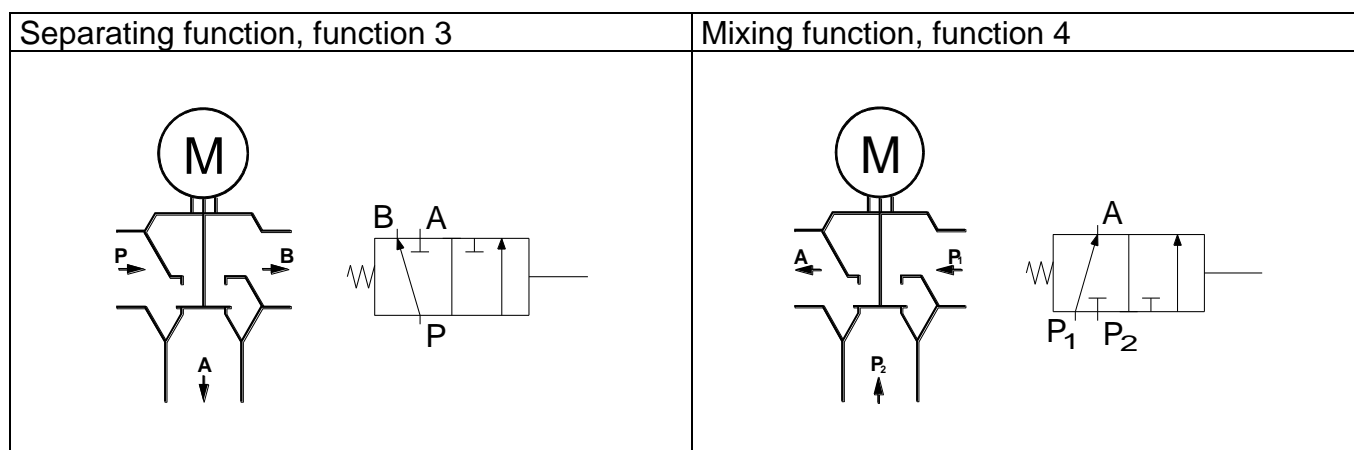 Separating function, function 3
Mixing function, function 4
M
P
B
A
B A
P
M
A
P1
P2
A
P1 P2